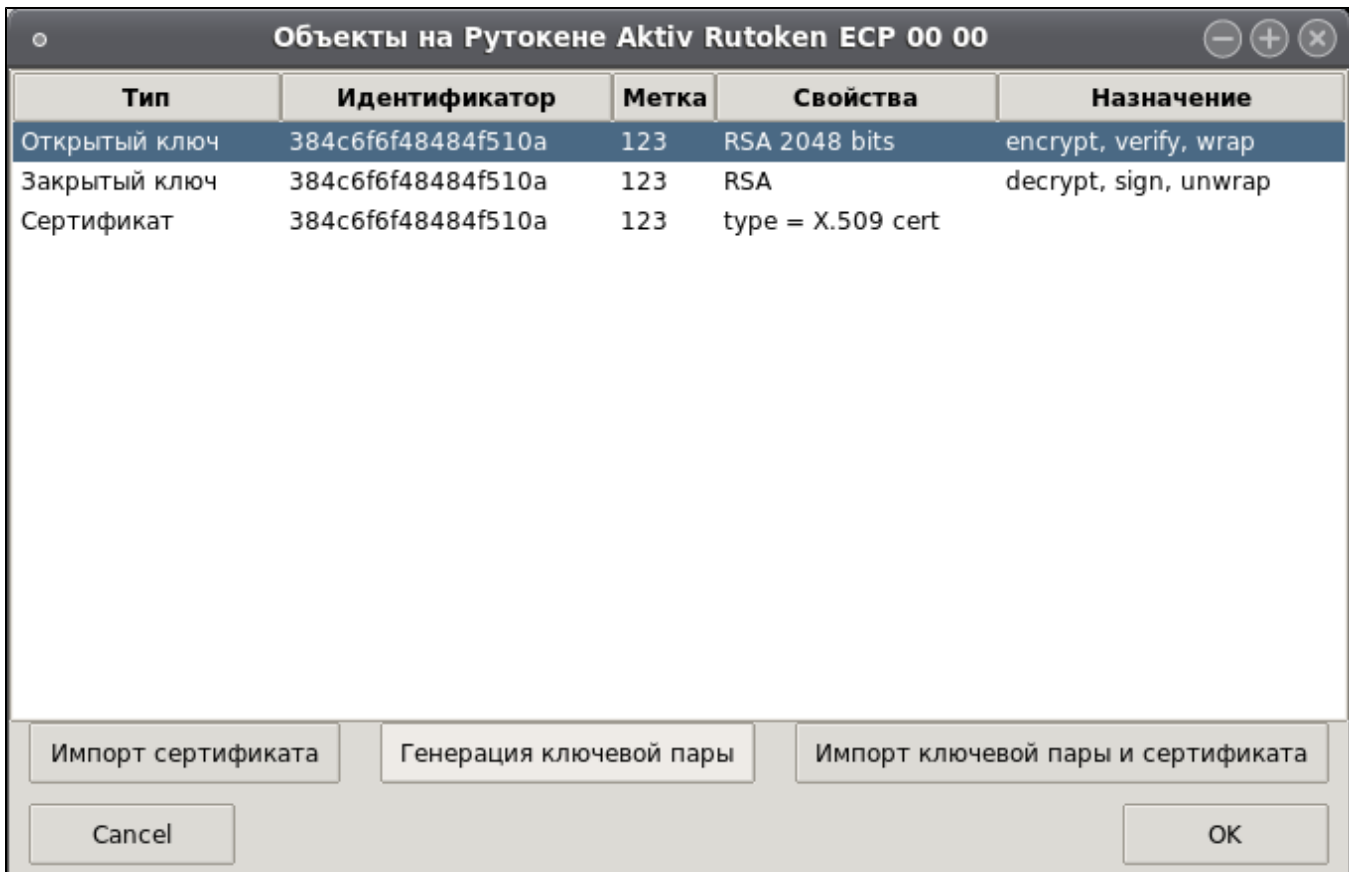 Объекты на Рутокене Aktiv Rutoken ECP 00 00
Тип Идентификатор Метка Свойства Назначение
Открытый ключ 384c6f6f48484f510a 123 RSA 2048 bits encrypt, verify, wrap
Закрытый ключ 384c6f6f48484f510a 123 RSA decrypt, sign, unwrap
Сертификат 384c6f6f48484f510a 123 type = X.509 cert
Импорт сертификата Генерация ключевой пары Импорт ключевой пары и сертификата
Cancel OK